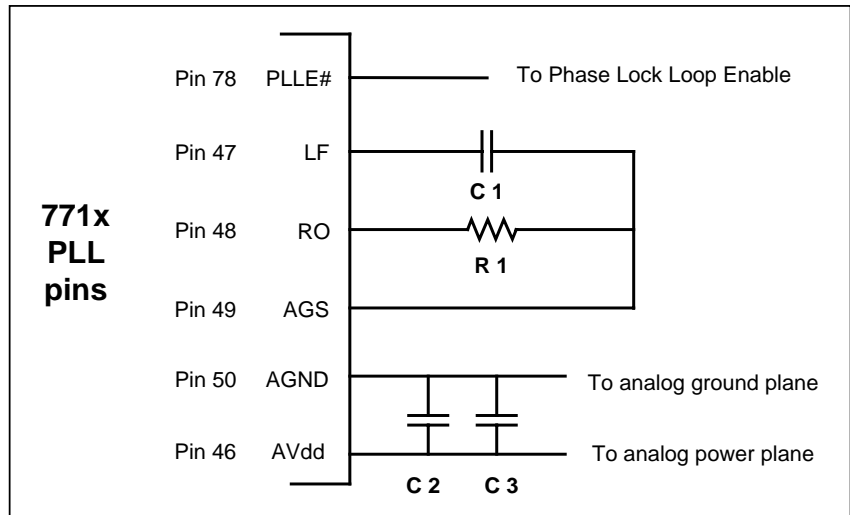 771x
PLL
pins
Pin 78 PLLE# To Phase Lock Loop Enable
Pin 47 LF
C 1
Pin 48 RO
R 1
Pin 49 AGS
Pin 50 AGND To analog ground plane
Pin 46 AVdd To analog power plane
C 2 C 3